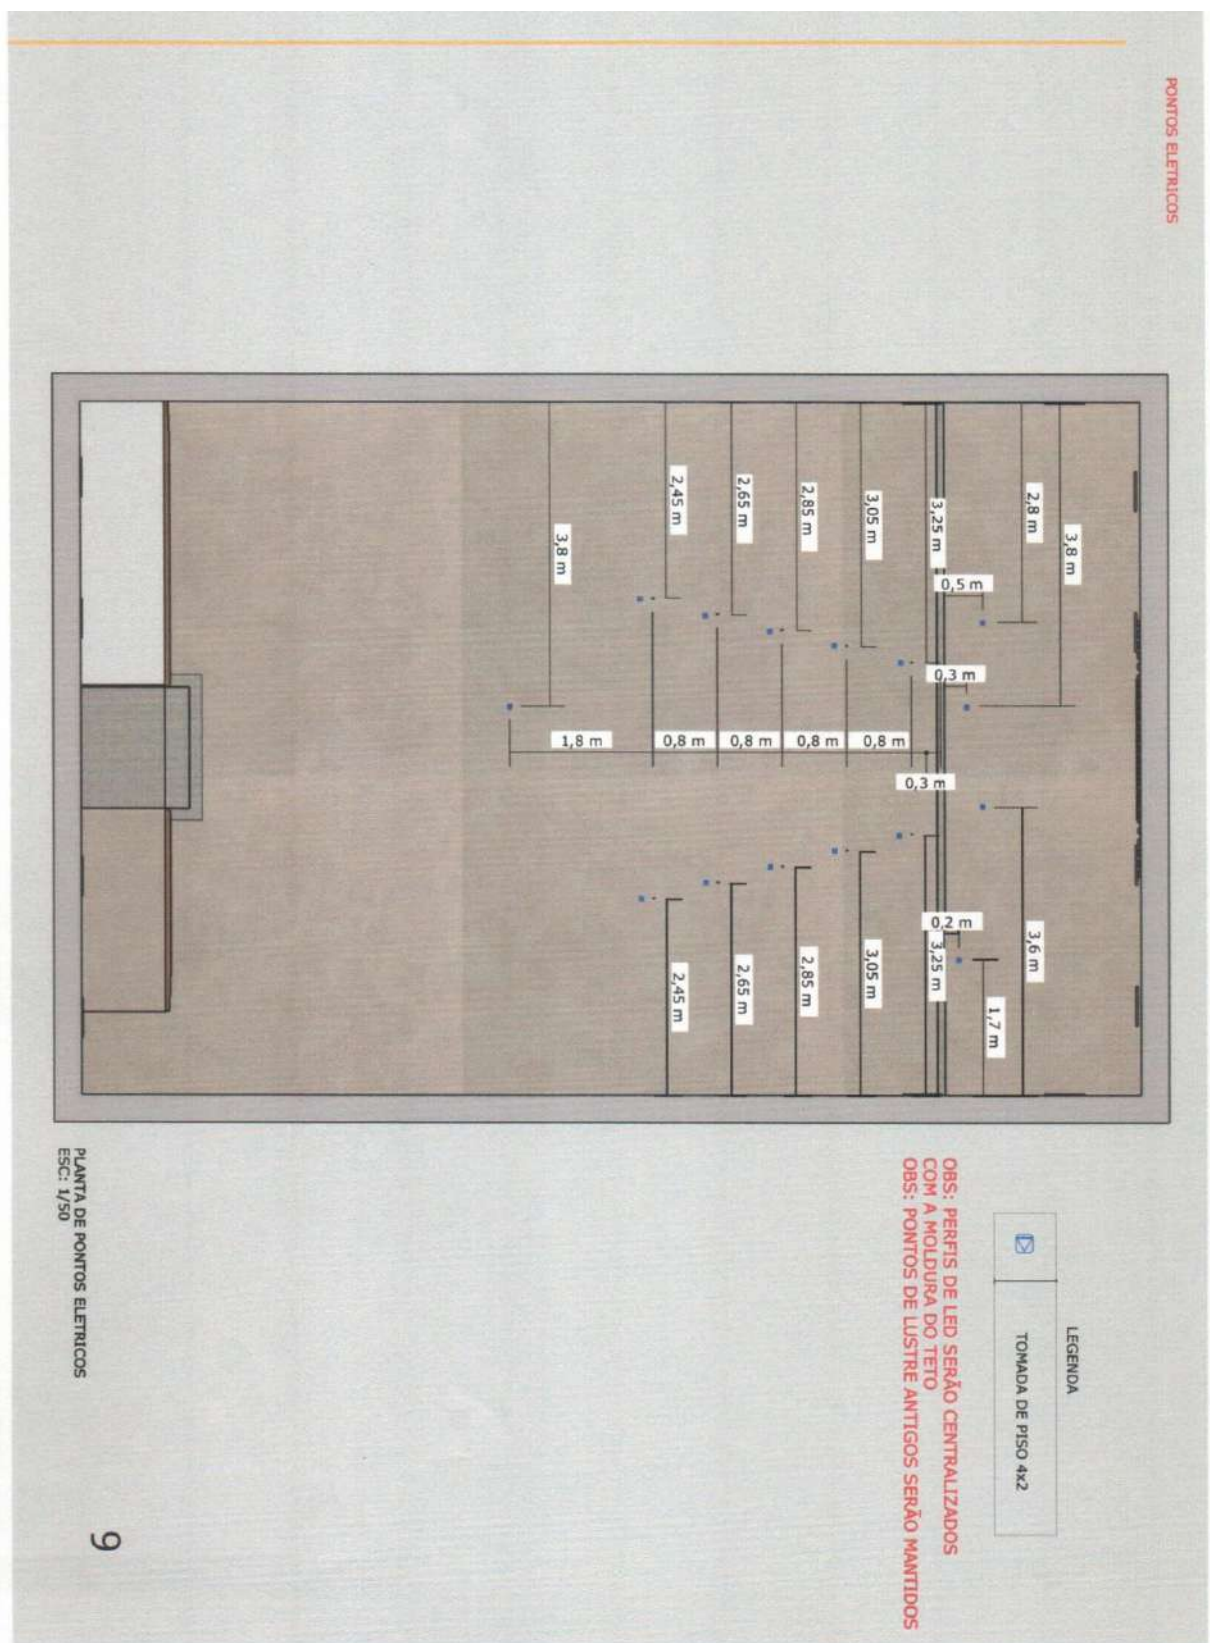 PONTOS ELETRICOS
3,8 m
2,8 m
0,5 m
3,25 m
3,05 m
2,85 m
2,65 m
2,45 m
3,8 m
0,3 m
1,8 m
0,8 m
0,8 m
0,8 m
0,8 m
0,3 m
0,2 m
3,6 m
1,7 m
3,25 m
3,05 m
2,85 m
2,65 m
2,45 m
LEGENDA
TOMADA DE PISO 4x2
OBS: PERFIS DE LED SERÃO CENTRALIZADOS
COM A MOLDURA DO TETO
OBS: PONTOS DE LUSTRE ANTIGOS SERÃO MANTIDOS
PLANTA DE PONTOS ELETRICOS
ESC: 1/50
9